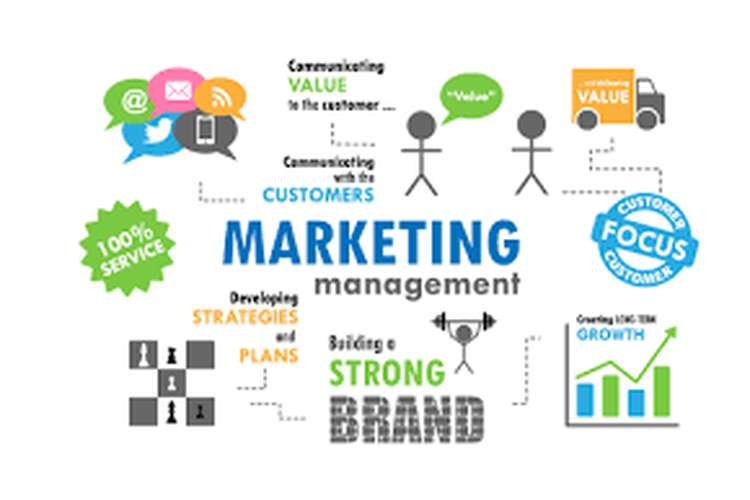 Communicating
VALUE
to the customer ...
"Value"
... and delivering
VALUE
@
Communicating
with the
CUSTOMERS
100%
SERVICE
MARKETING
management
CUSTOMER
FOCUS
CUSTOMER
Developing
STRATEGIES
and
PLANS
Building a
STRONG
BRAND
Creating LONG TERM
GROWTH